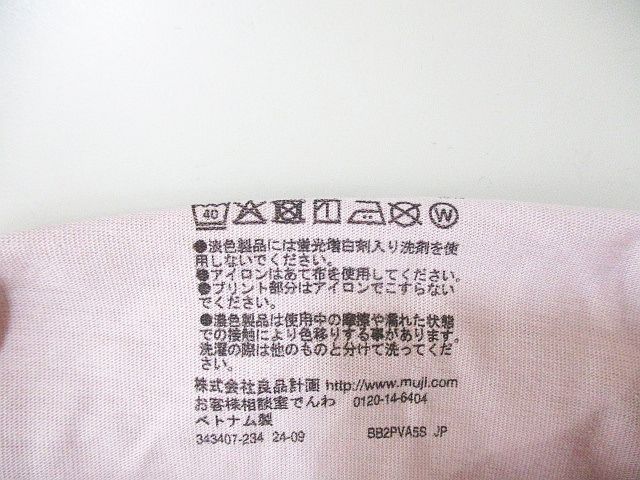 40 W
●淡色製品には蛍光増白剤入り洗剤を使
用しないでください。
●アイロンはあて布を使用してください。
●プリント部分はアイロンでこすらない
でください。
●濃色製品は使用中の摩擦や濡れた状態
での接触により色移りする事があります。
洗濯の際は他のものと分けて洗ってくだ
さい。
株式会社良品計画 http://www.muji.com
お客様相談室でんわ 0120-14-6404
ベトナム製
343407-234 24-09 BB2PVA5S JP